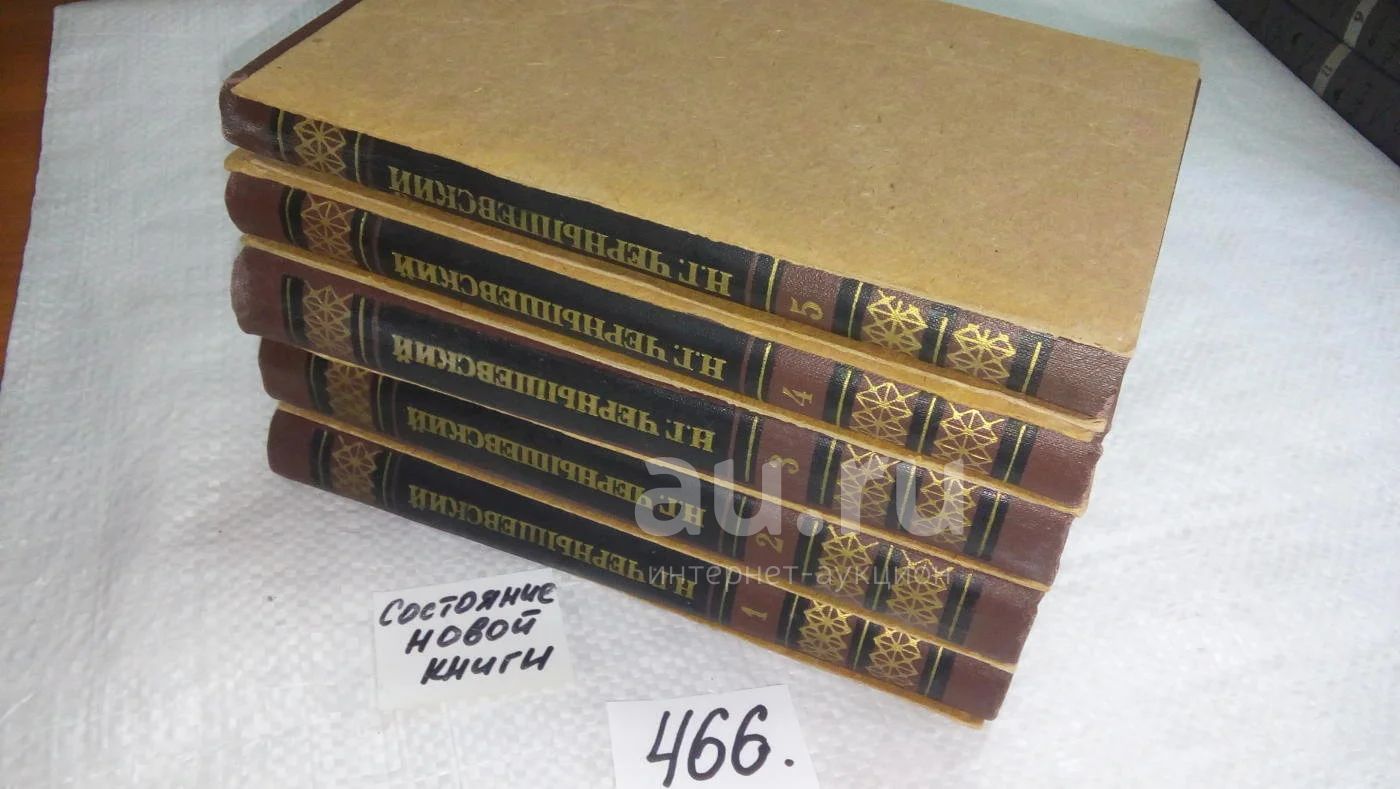 Н.Г. ЧЕРНЫШЕВСКИЙ 5
Н.Г. ЧЕРНЫШЕВСКИЙ 4
Н.Г. ЧЕРНЫШЕВСКИЙ 3
Н.Г. ЧЕРНЫШЕВСКИЙ 2
Н.Г. ЧЕРНЫШЕВСКИЙ 1
au.ru
интернет-аукцион
Состояние
новой
книги
466.